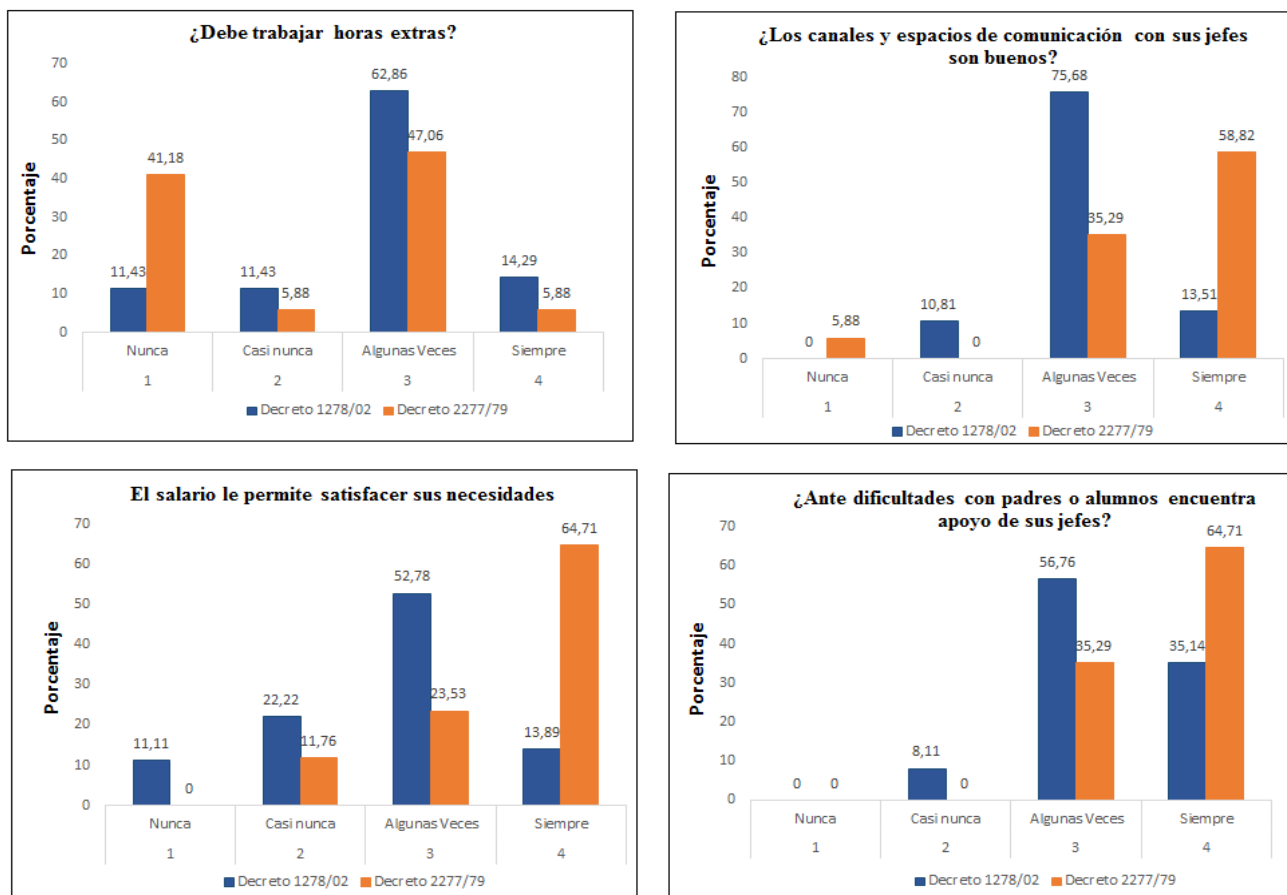 ¿Debe trabajar horas extras?
Porcentaje
70
60
50
40
30
20
10
0
11,43
41,18
11,43
5,88
62,86
47,06
14,29
5,88
Nunca
Casi nunca
Algunas Veces
Siempre
1
2
3
4
Decreto 1278/02
Decreto 2277/79
¿Los canales y espacios de comunicación con sus jefes
son buenos?
Porcentaje
80
70
60
50
40
30
20
10
0
0
5,88
10,81
0
75,68
35,29
13,51
58,82
Nunca
Casi nunca
Algunas Veces
Siempre
1
2
3
4
Decreto 1278/02
Decreto 2277/79
El salario le permite satisfacer sus necesidades
Porcentaje
70
60
50
40
30
20
10
0
11,11
0
22,22
11,76
52,78
23,53
13,89
64,71
Nunca
Casi nunca
Algunas Veces
Siempre
1
2
3
4
Decreto 1278/02
Decreto 2277/79
¿Ante dificultades con padres o alumnos encuentra
apoyo de sus jefes?
Porcentaje
70
60
50
40
30
20
10
0
0
0
8,11
0
56,76
35,29
35,14
64,71
Nunca
Casi nunca
Algunas Veces
Siempre
1
2
3
4
Decreto 1278/02
Decreto 2277/79